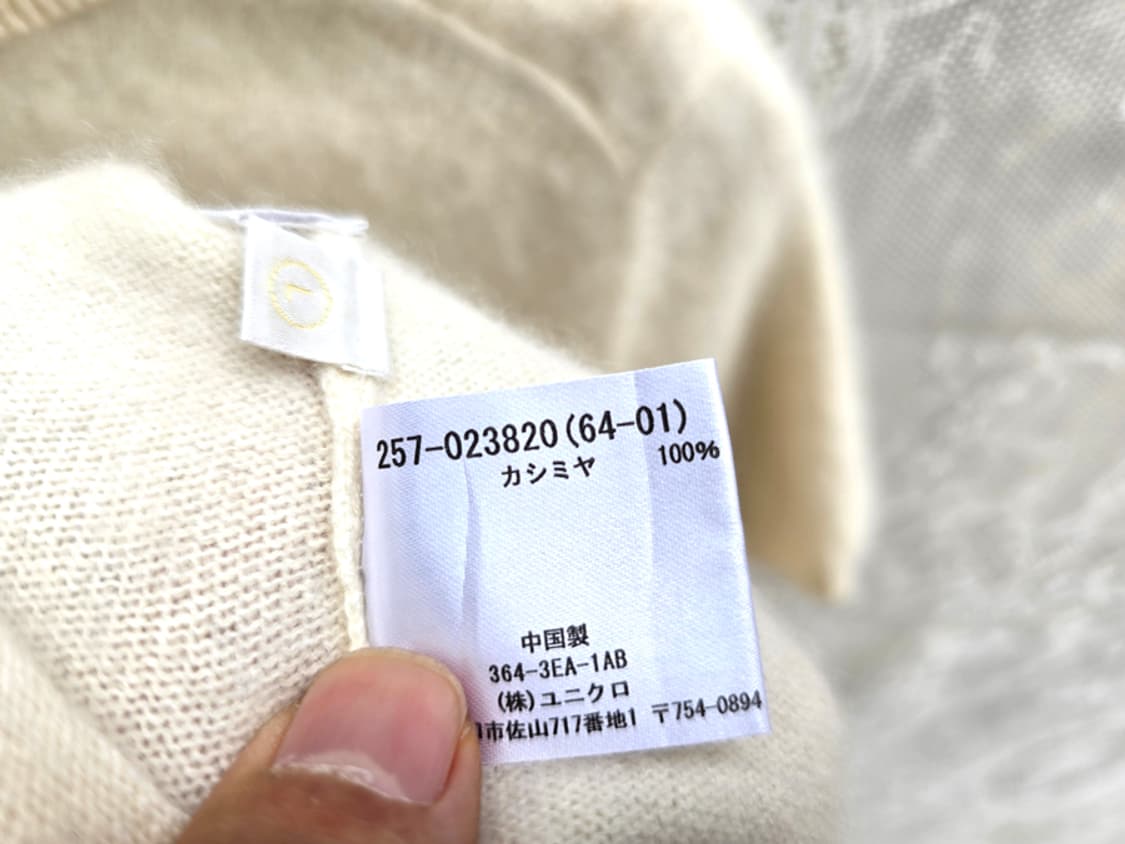 257-023820(64-01)
カシミヤ 100%
中国製
364-3EA-1AB
(株)ユニクロ
市佐山717番地1 〒754-0894